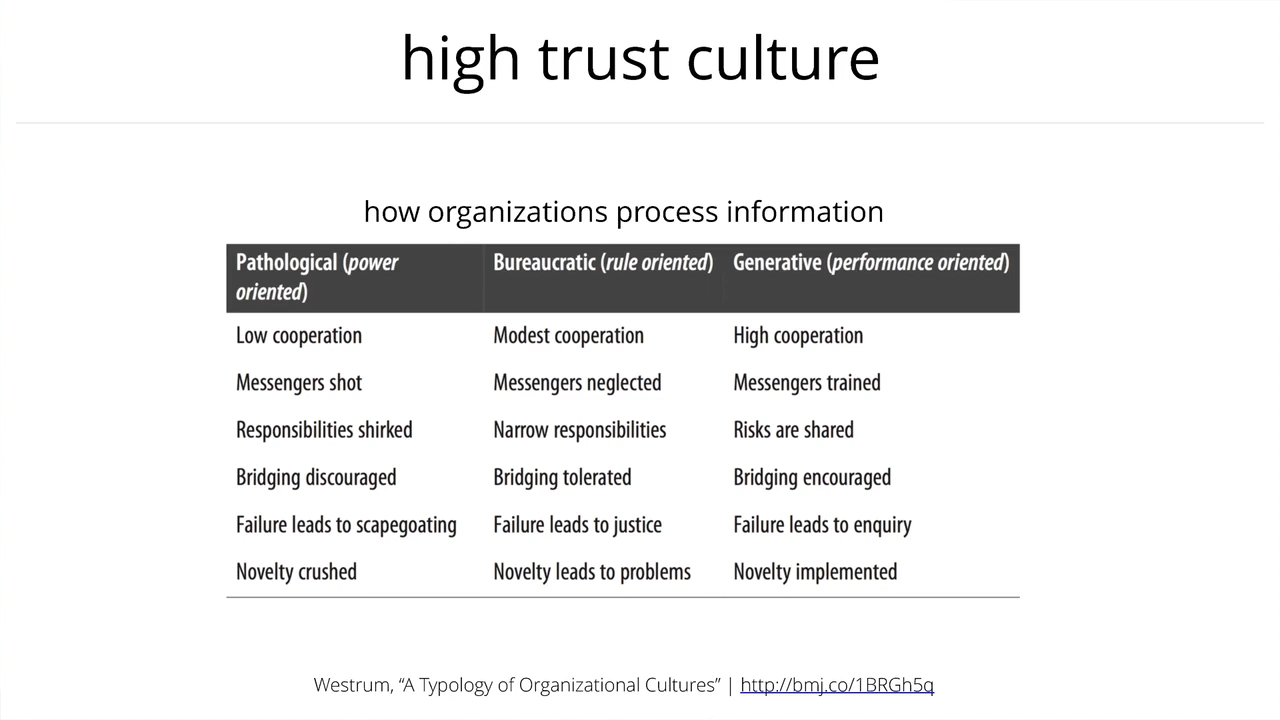 high trust culture
how organizations process information
Pathological (power oriented) Bureaucratic (rule oriented) Generative (performance oriented)
Low cooperation Modest cooperation High cooperation
Messengers shot Messengers neglected Messengers trained
Responsibilities shirked Narrow responsibilities Risks are shared
Bridging discouraged Bridging tolerated Bridging encouraged
Failure leads to scapegoating Failure leads to justice Failure leads to enquiry
Novelty crushed Novelty leads to problems Novelty implemented
Westrum, “A Typology of Organizational Cultures” | http://bmj.co/1BRGh5q